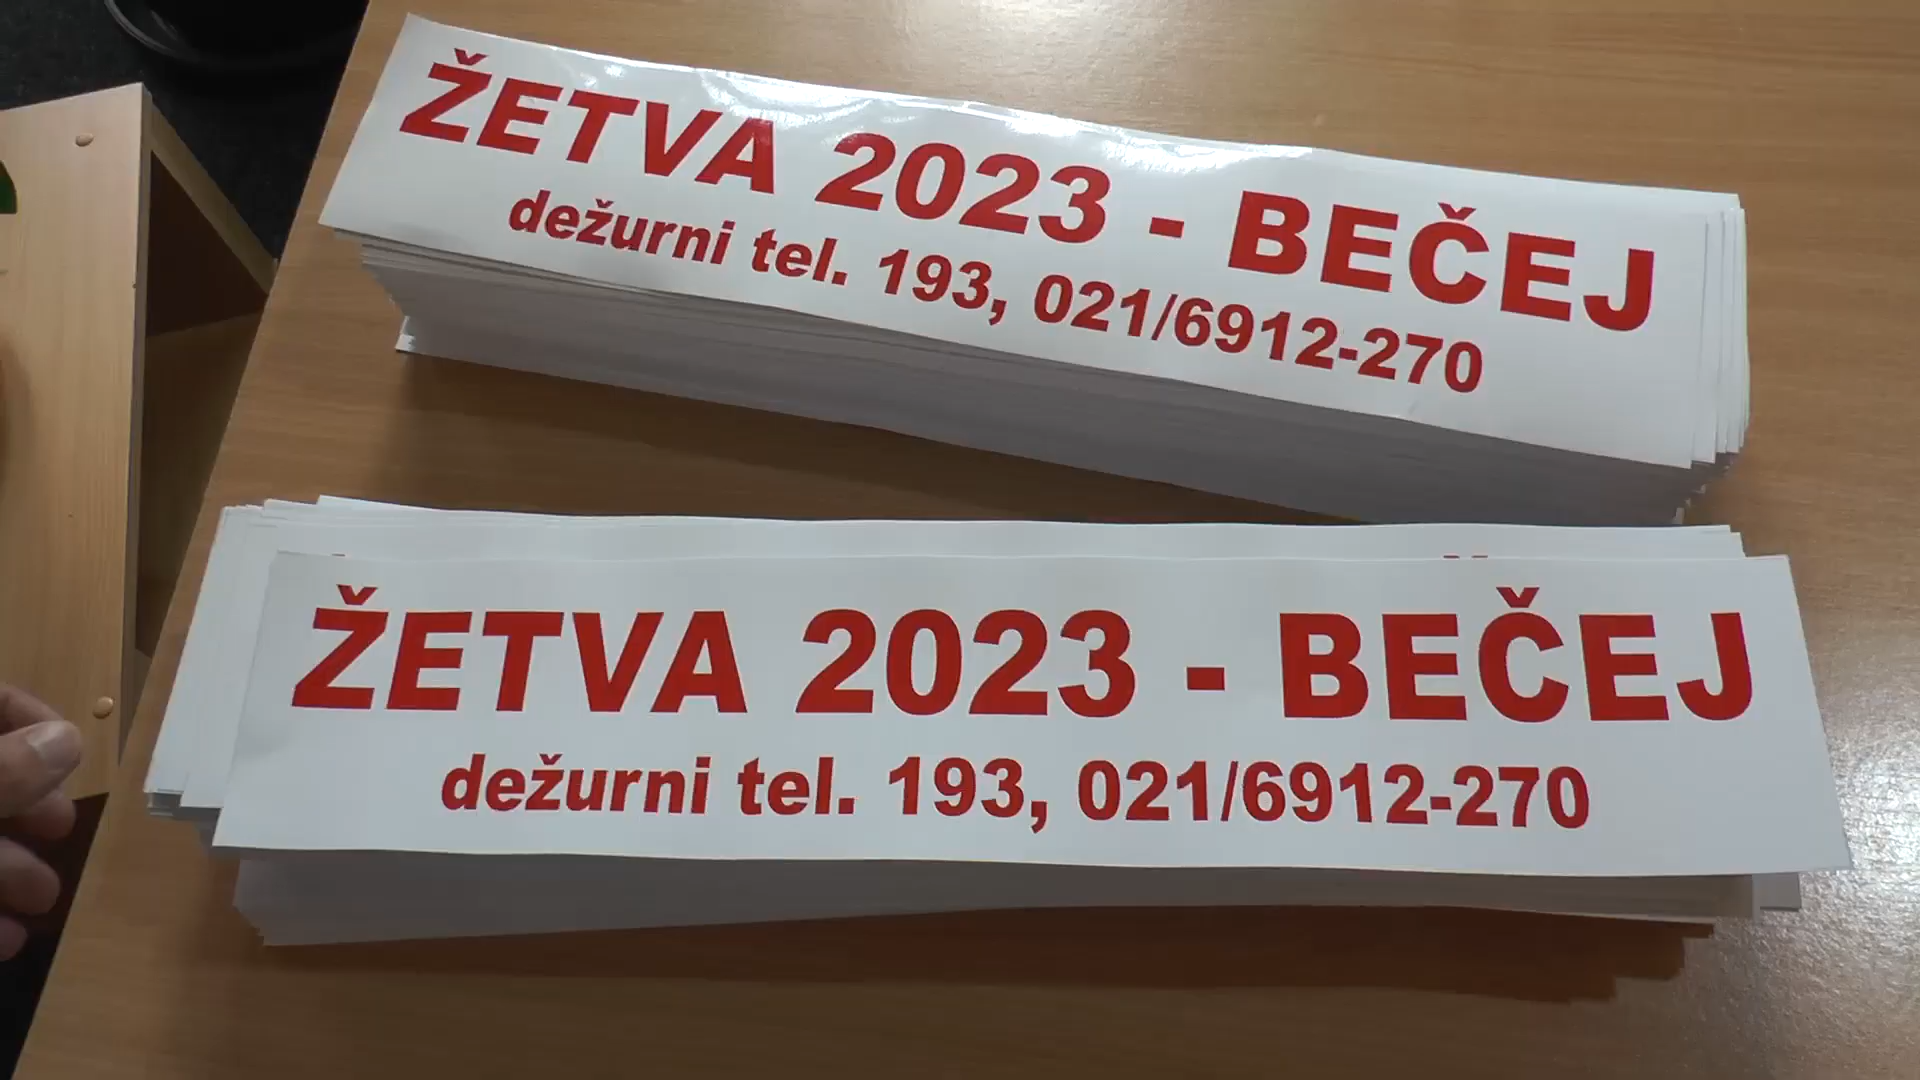 ŽETVA 2023 - BEČEJ
dežurni tel. 193, 021/6912-270
ŽETVA 2023 - BEČEJ
dežurni tel. 193, 021/6912-270